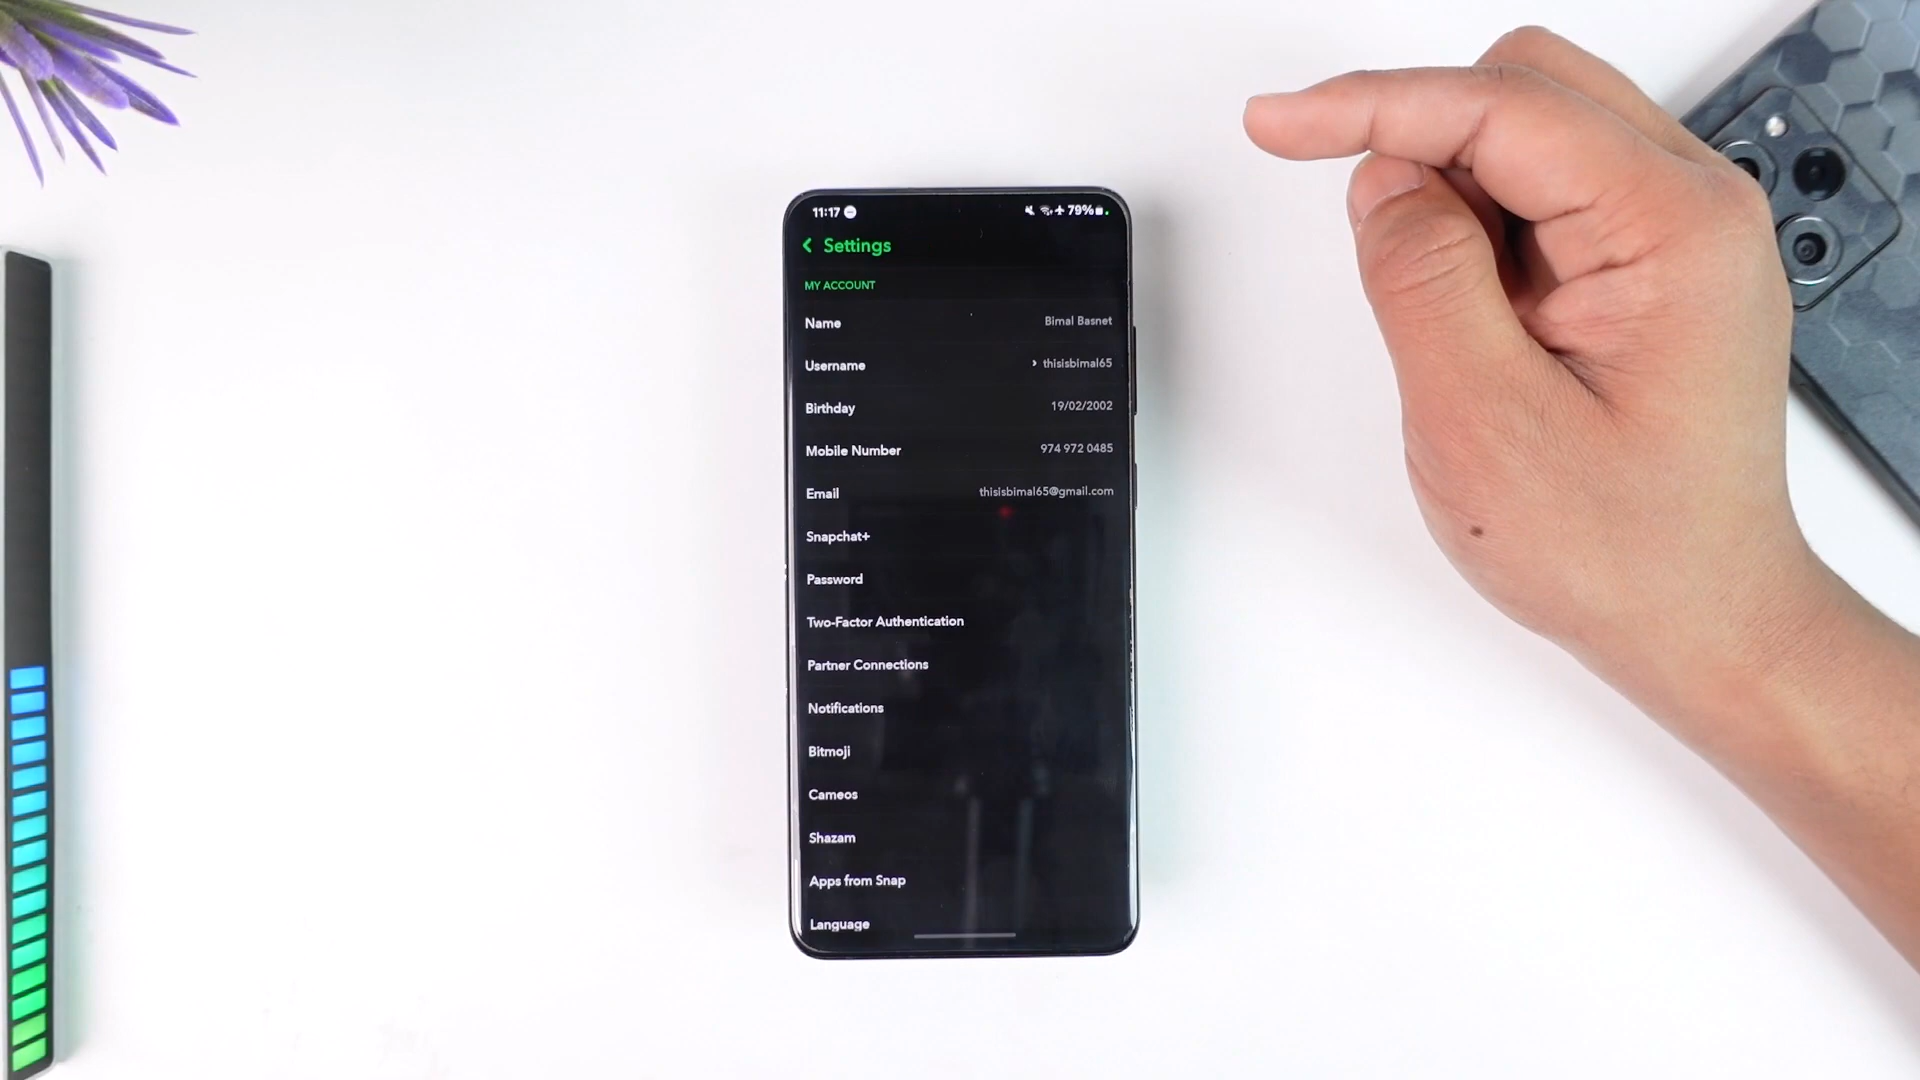 11:17 79%
Settings
MY ACCOUNT
Name Bimal Basnet
Username thisisbimal65
Birthday 19/02/2002
Mobile Number 974 972 0485
Email thisisbimal65@gmail.com
Snapchat+
Password
Two-Factor Authentication
Partner Connections
Notifications
Bitmoji
Cameos
Shazam
Apps from Snap
Language